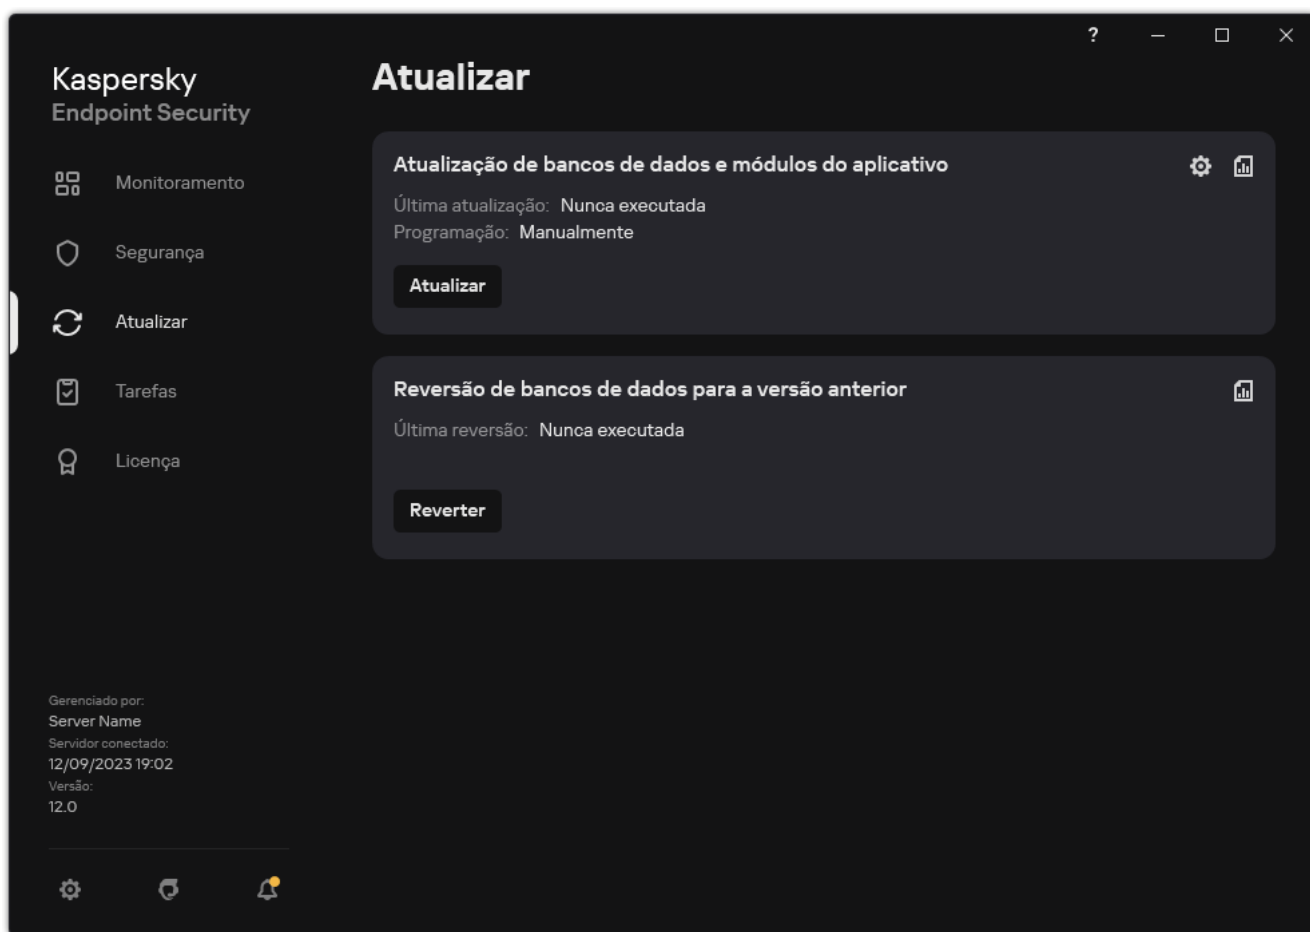 ?
Kaspersky
Endpoint Security
Monitoramento
Segurança
Atualizar
Tarefas
Licença
Gerenciado por:
Server Name
Servidor conectado:
12/09/2023 19:02
Versão:
12.0
Atualizar
Atualização de bancos de dados e módulos do aplicativo
Última atualização: Nunca executada
Programação: Manualmente
Atualizar
Reversão de bancos de dados para a versão anterior
Última reversão: Nunca executada
Reverter